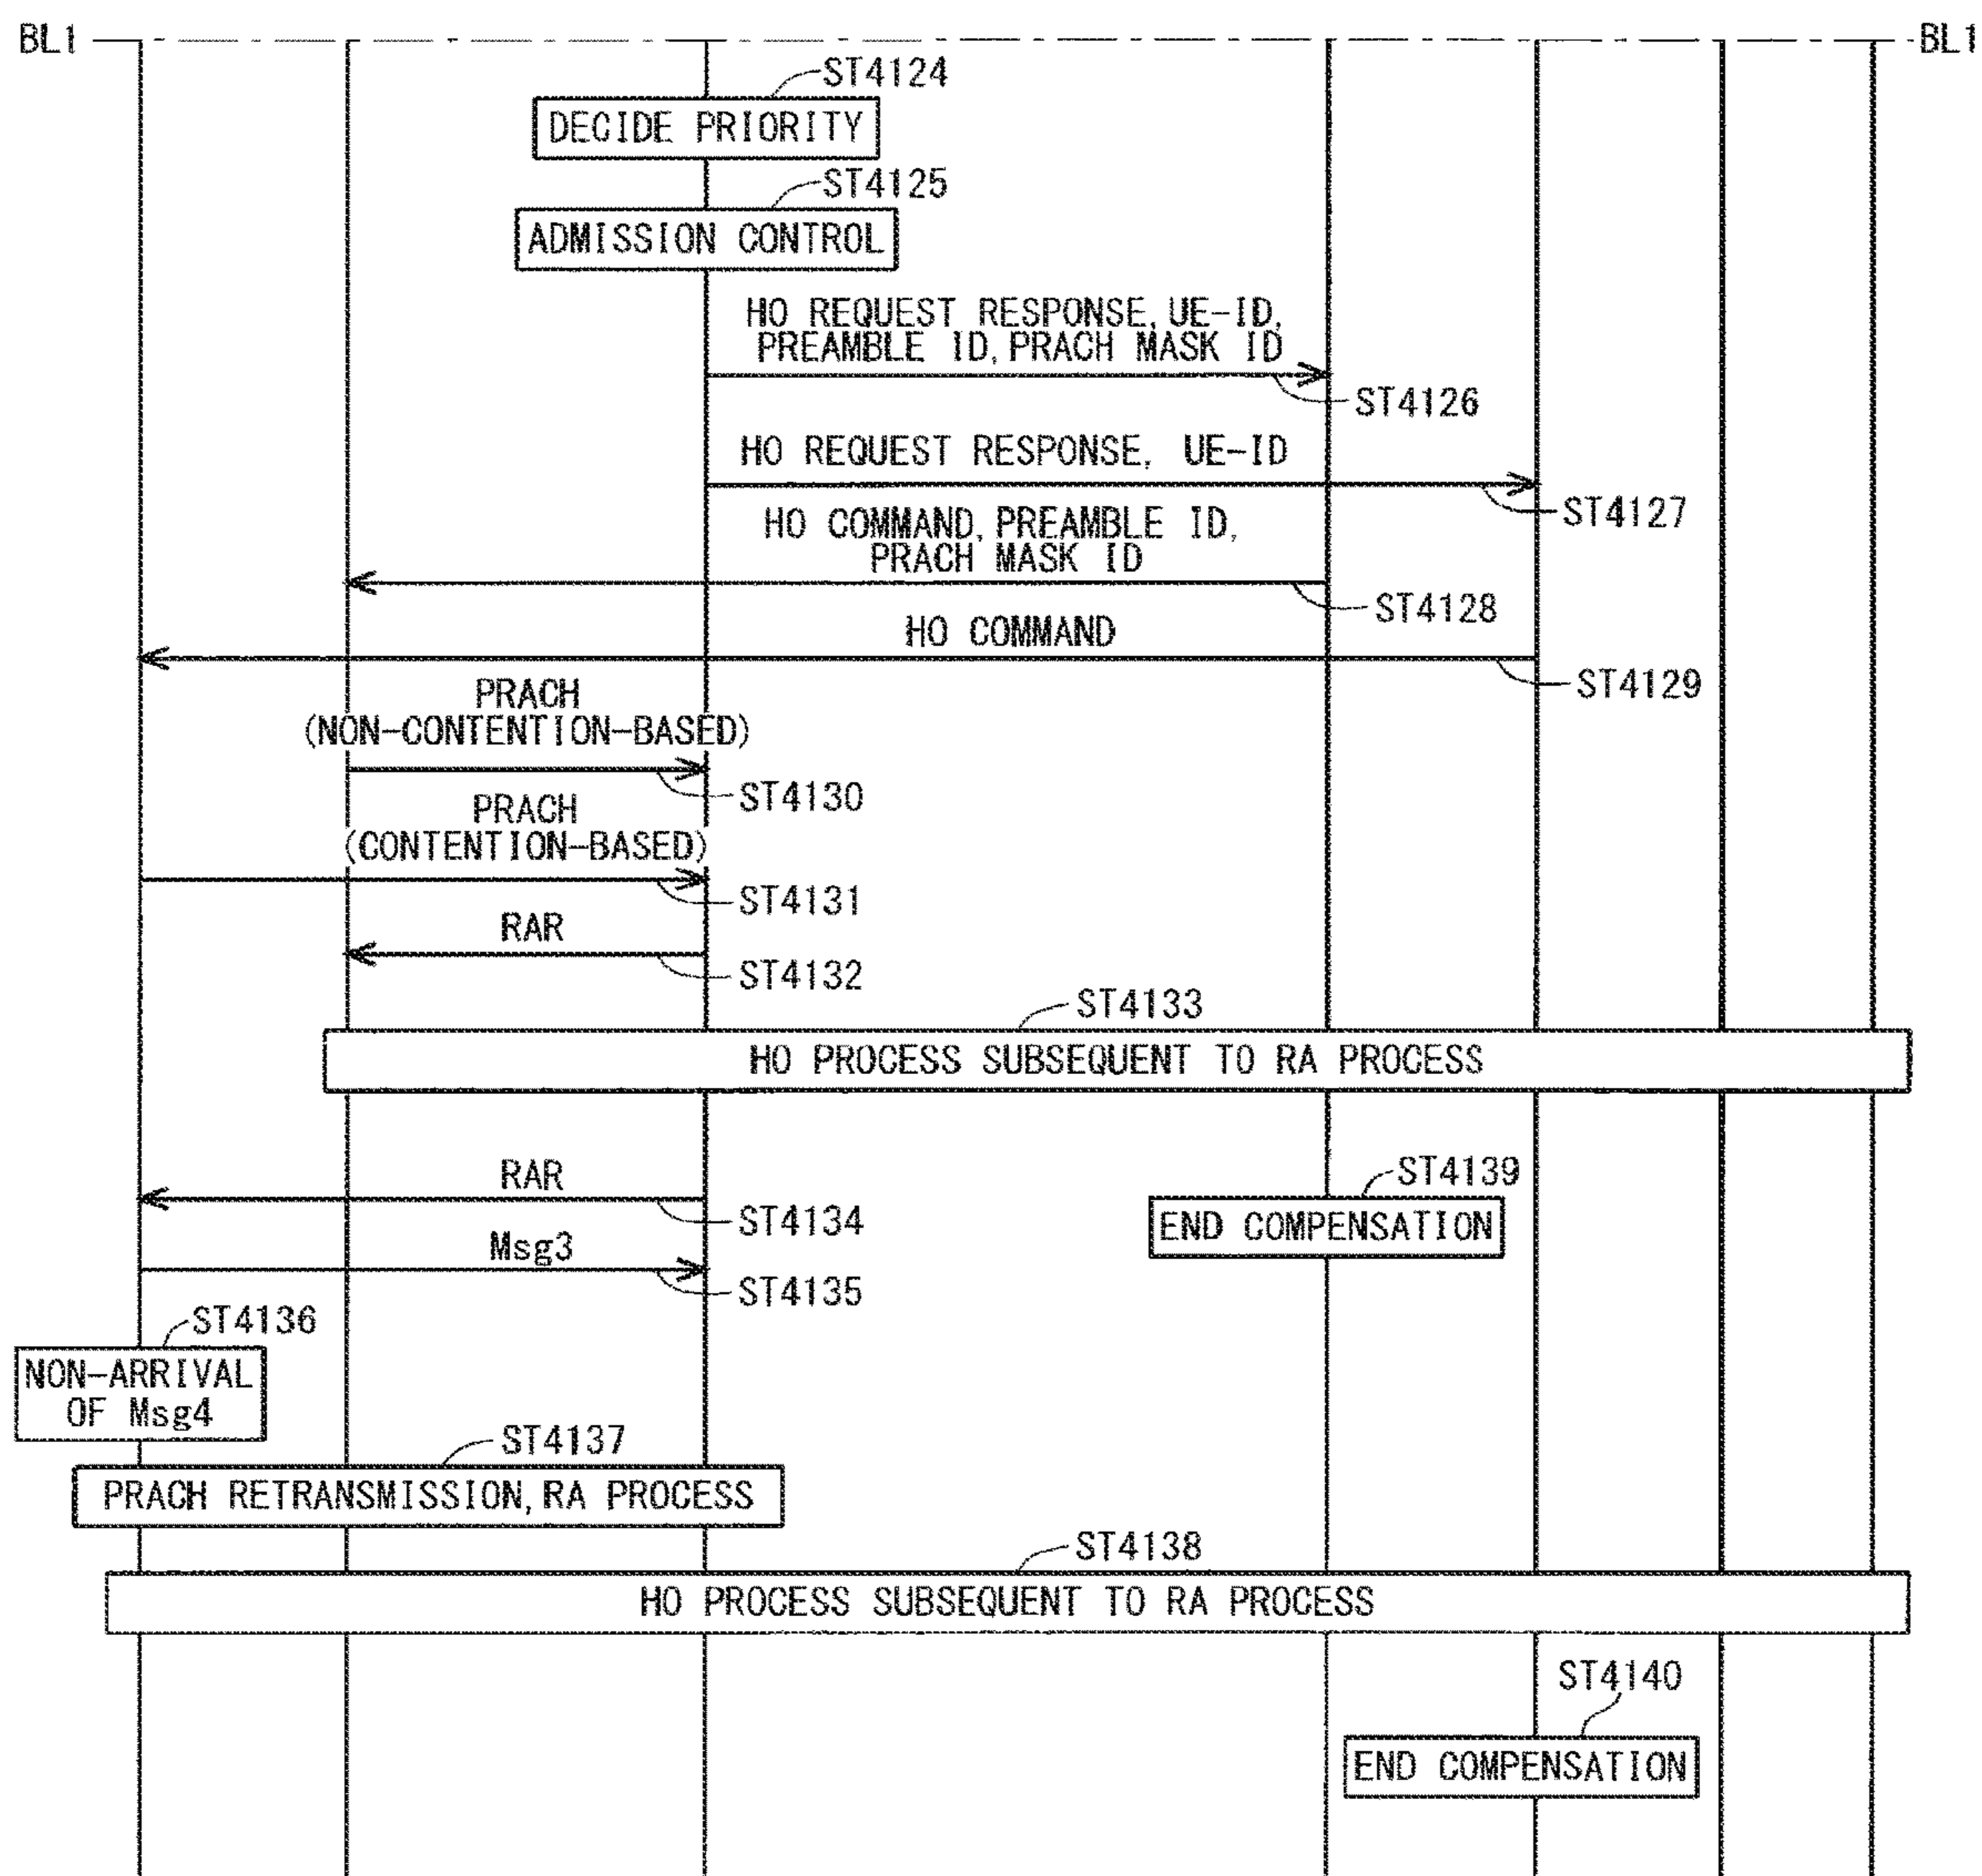 BL1
BL1
ST4124
DECIDE PRIORITY
ST4125
ADMISSION CONTROL
HO REQUEST RESPONSE, UE-ID,
PREAMBLE ID, PRACH MASK ID
ST4126
HO REQUEST RESPONSE, UE-ID
ST4127
HO COMMAND, PREAMBLE ID,
PRACH MASK ID
ST4128
HO COMMAND
ST4129
PRACH
(NON-CONTENTION-BASED)
ST4130
PRACH
(CONTENTION-BASED)
ST4131
RAR
ST4132
ST4133
HO PROCESS SUBSEQUENT TO RA PROCESS
RAR
ST4134
ST4139
END COMPENSATION
Msg3
ST4135
ST4136
NON-ARRIVAL
OF Msg4
ST4137
PRACH RETRANSMISSION, RA PROCESS
ST4138
HO PROCESS SUBSEQUENT TO RA PROCESS
ST4140
END COMPENSATION